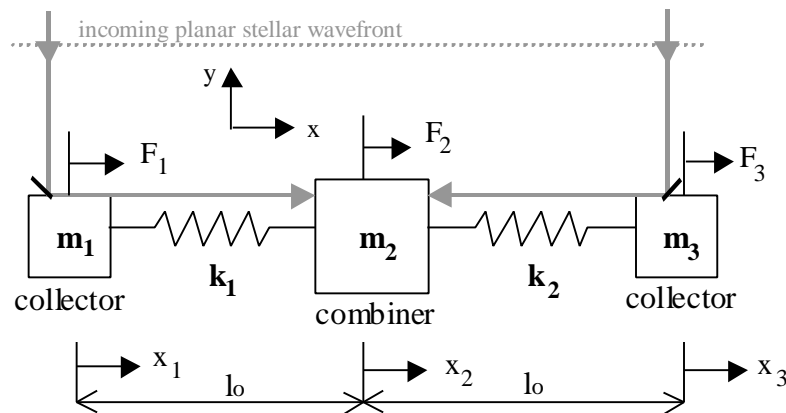 incoming planar stellar wavefront
y
x
F1
F2
F3
m1
m2
m3
k1
k2
collector
combiner
collector
x1
x2
x3
lo
lo